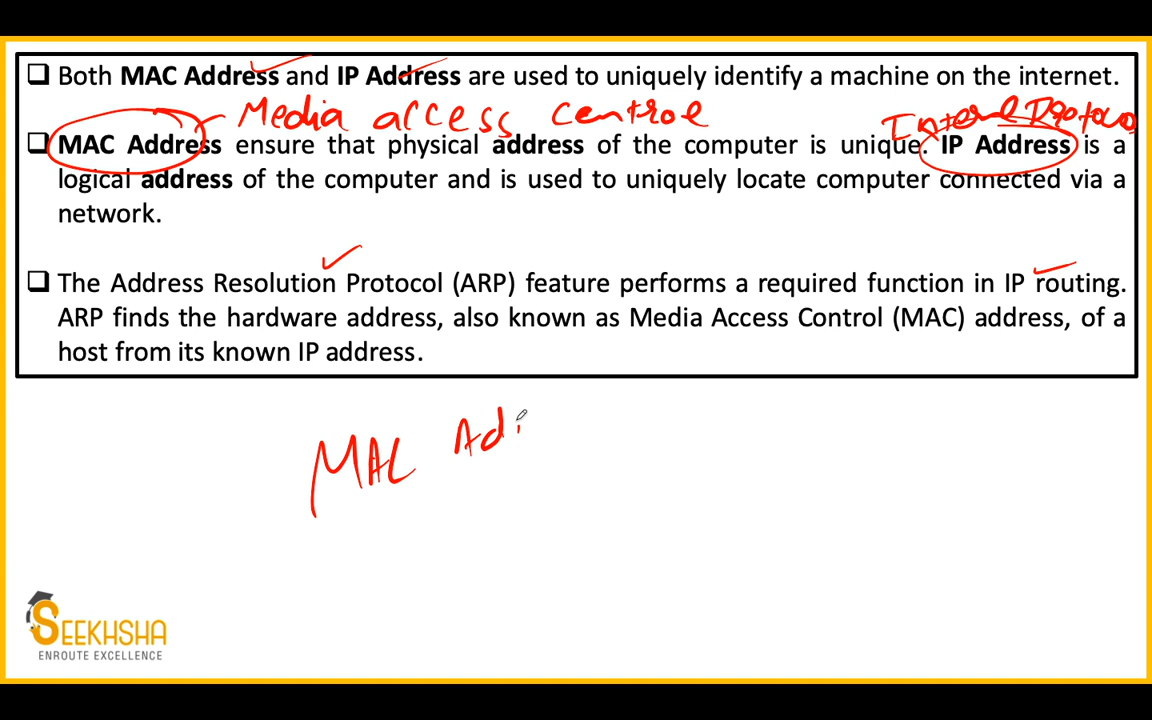 ❑ Both MAC Address and IP Address are used to uniquely identify a machine on the internet.
Media access control
Internet Protoco
❑ MAC Address ensure that physical address of the computer is unique. IP Address is a
logical address of the computer and is used to uniquely locate computer connected via a
network.
❑ The Address Resolution Protocol (ARP) feature performs a required function in IP routing.
ARP finds the hardware address, also known as Media Access Control (MAC) address, of a
host from its known IP address.
MAC Ad
SEEKHSHA
ENROUTE EXCELLENCE